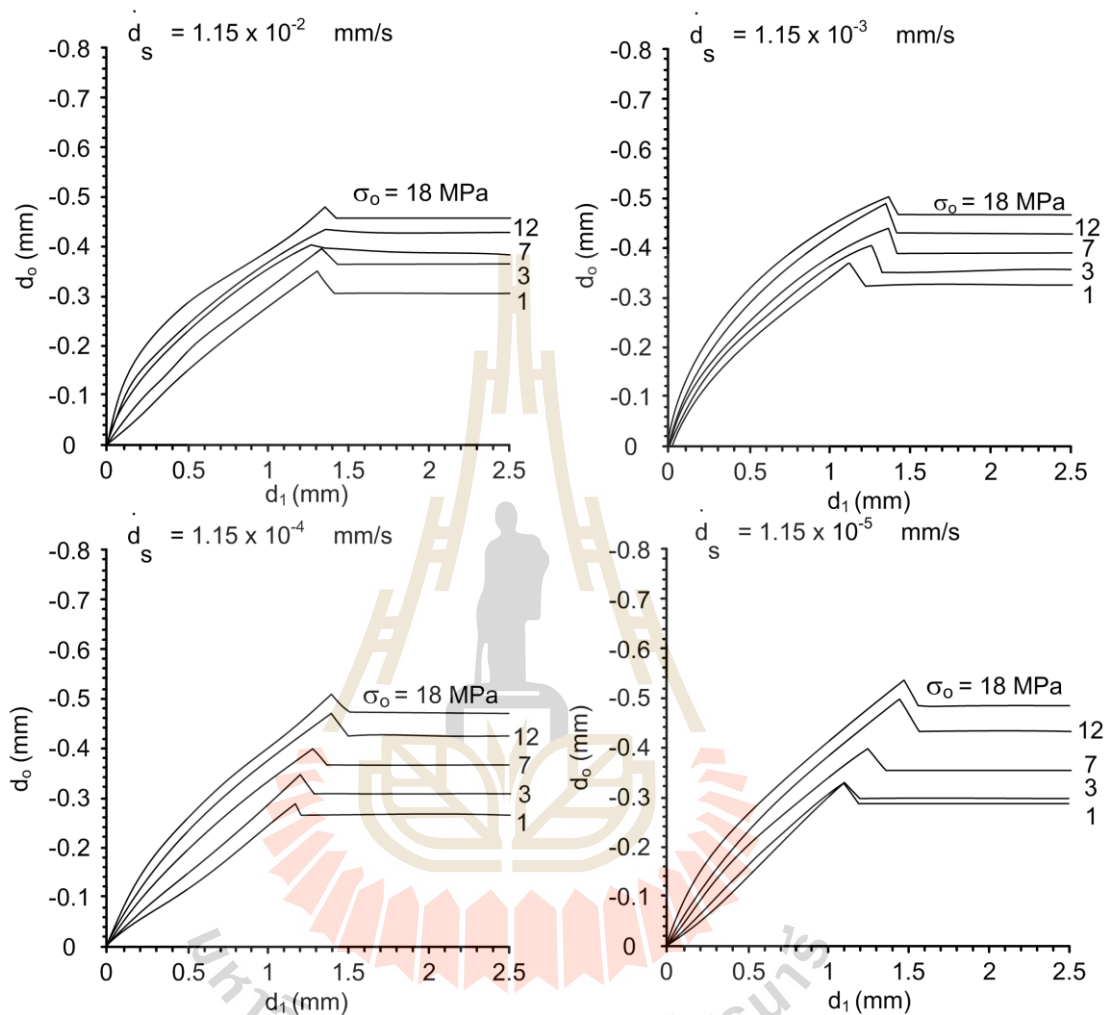 ḋs = 1.15 x 10-2 mm/s
-0.8
-0.7
-0.6
-0.5
-0.4
-0.3
-0.2
-0.1
0
do (mm)
σo = 18 MPa
12
7
3
1
0 0.5 1 1.5 2 2.5
d1 (mm)
ḋs = 1.15 x 10-3 mm/s
-0.8
-0.7
-0.6
-0.5
-0.4
-0.3
-0.2
-0.1
0
do (mm)
σo = 18 MPa
12
7
3
1
0 0.5 1 1.5 2 2.5
d1 (mm)
ḋs = 1.15 x 10-4 mm/s
-0.8
-0.7
-0.6
-0.5
-0.4
-0.3
-0.2
-0.1
0
do (mm)
σo = 18 MPa
12
7
3
1
0 0.5 1 1.5 2 2.5
d1 (mm)
ḋs = 1.15 x 10-5 mm/s
-0.8
-0.7
-0.6
-0.5
-0.4
-0.3
-0.2
-0.1
0
do (mm)
σo = 18 MPa
12
7
3
1
0 0.5 1 1.5 2 2.5
d1 (mm)